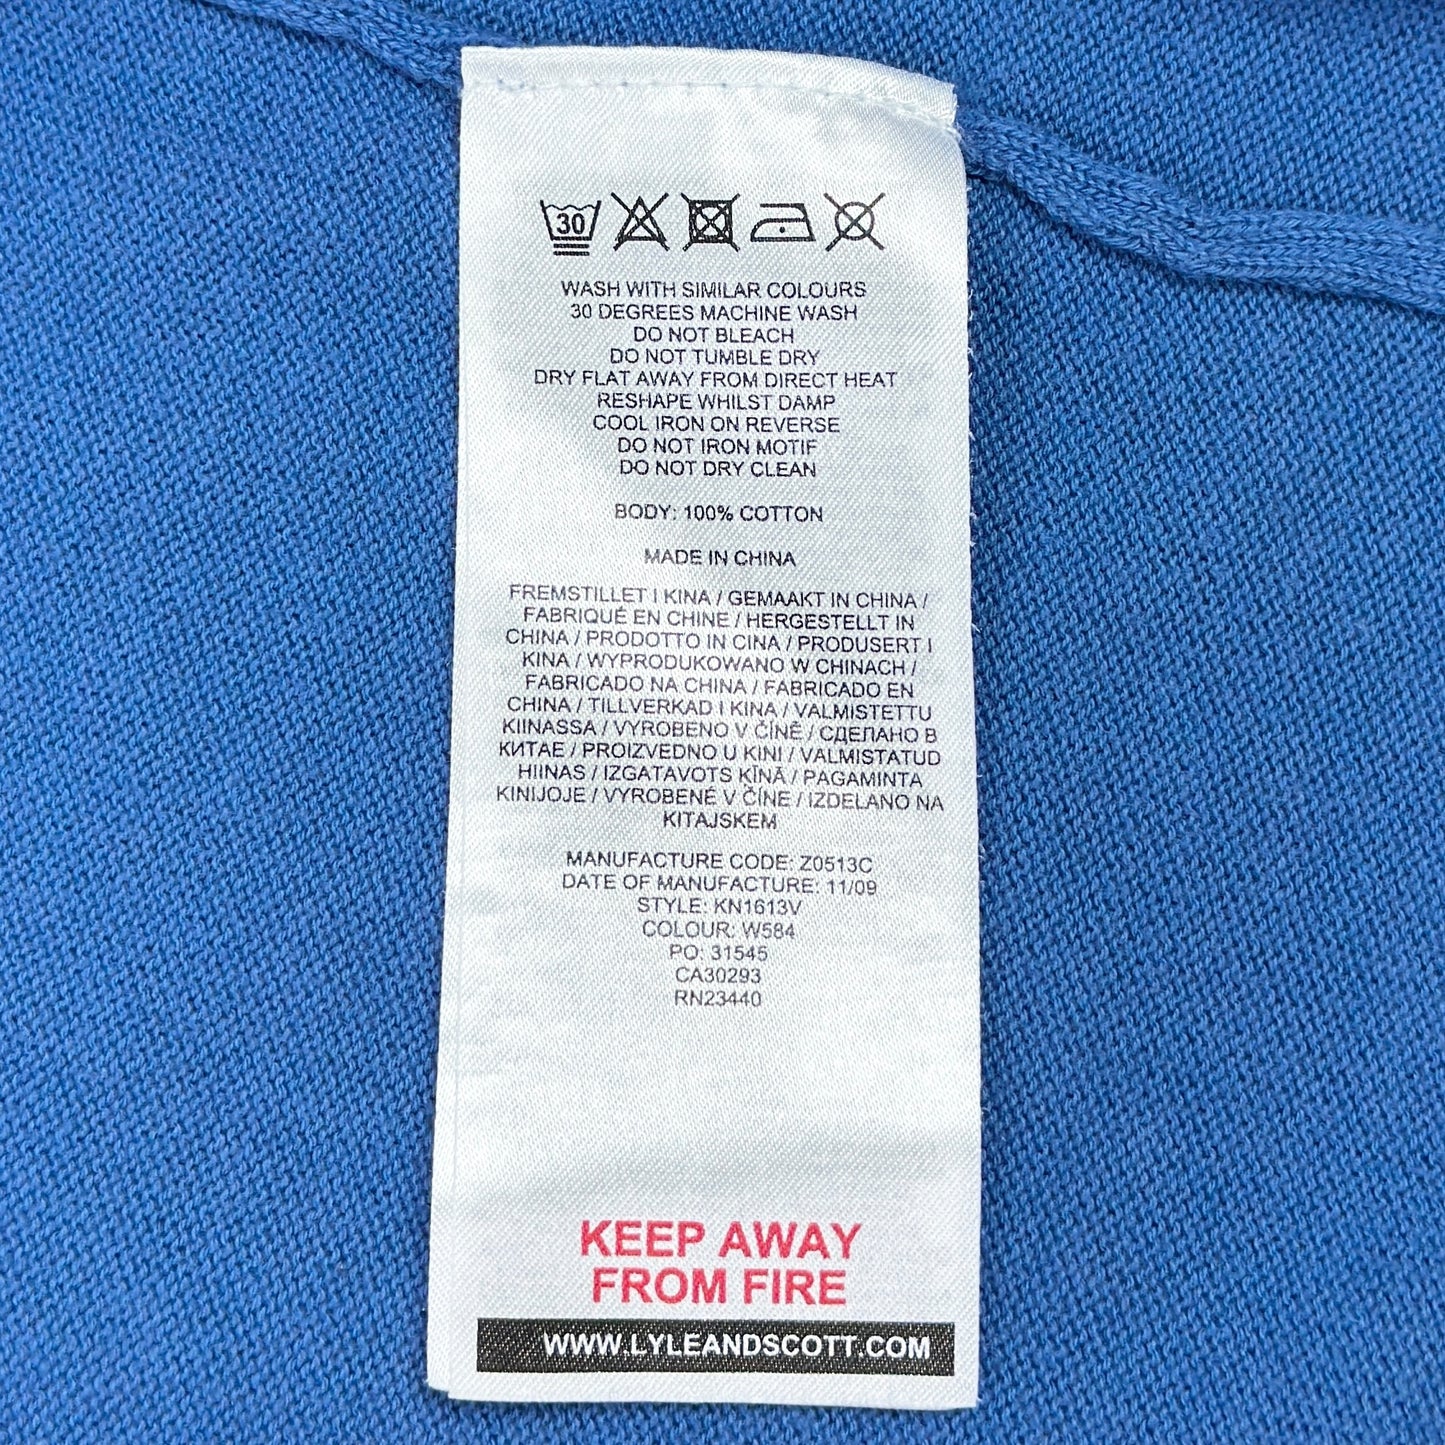 30
WASH WITH SIMILAR COLOURS
30 DEGREES MACHINE WASH
DO NOT BLEACH
DO NOT TUMBLE DRY
DRY FLAT AWAY FROM DIRECT HEAT
RESHAPE WHILST DAMP
COOL IRON ON REVERSE
DO NOT IRON MOTIF
DO NOT DRY CLEAN
BODY: 100% COTTON
MADE IN CHINA
FREMSTILLET I KINA / GEMAAKT IN CHINA /
FABRIQUÉ EN CHINE / HERGESTELLT IN
CHINA / PRODOTTO IN CINA / PRODUSERT I
KINA / WYPRODUKOWANO W CHINACH /
FABRICADO NA CHINA / FABRICADO EN
CHINA / TILLVERKAD I KINA / VALMISTETTU
KIINASSA / VYROBENO V ČÍNĚ / СДЕЛАНО В
КИТАЕ / PROIZVEDNO U KINI / VALMISTATUD
HIINAS / IZGATAVOTS ĶĪNĀ / PAGAMINTA
KINIJOJE / VYROBENÉ V ČÍNE / IZDELANO NA
KITAJSKEM
MANUFACTURE CODE: Z0513C
DATE OF MANUFACTURE: 11/09
STYLE: KN1613V
COLOUR: W584
PO: 31545
CA30293
RN23440
KEEP AWAY
FROM FIRE
WWW.LYLEANDSCOTT.COM